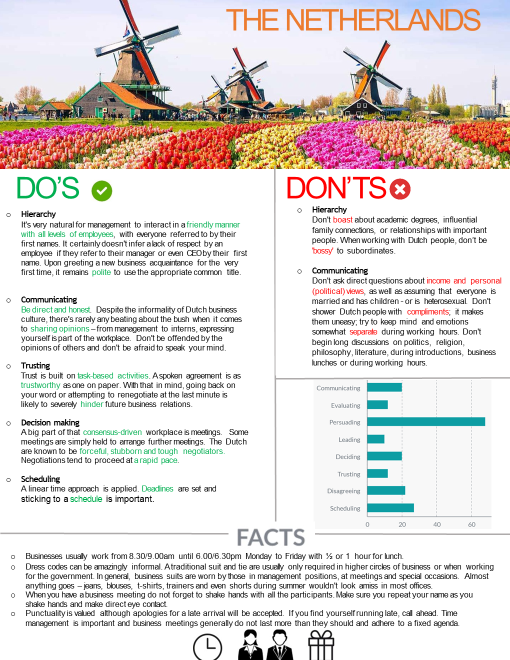 THE NETHERLANDS
DO'S
o Hierarchy
It's very natural for management to interact in a friendly manner
with all levels of employees, with everyone referred to by their
first names. It certainly doesn't infer a lack of respect by an
employee if they refer to their manager or even CEO by their first
name. Upon greeting a new business acquaintance for the very
first time, it remains polite to use the appropriate common title.
o Communicating
Be direct and honest. Despite the informality of Dutch business
culture, there's rarely any beating about the bush when it comes
to sharing opinions – from management to interns, expressing
yourself is part of the workplace. Don't be offended by the
opinions of others and don't be afraid to speak your mind.
o Trusting
Trust is built on task-based activities. A spoken agreement is as
trustworthy as one on paper. With that in mind, going back on
your word or attempting to renegotiate at the last minute is
likely to severely hinder future business relations.
o Decision making
A big part of that consensus-driven workplace is meetings. Some
meetings are simply held to arrange further meetings. The Dutch
are known to be forceful, stubborn and tough negotiators.
Negotiations tend to proceed at a rapid pace.
o Scheduling
A linear time approach is applied. Deadlines are set and
sticking to a schedule is important.
DON'TS
o Hierarchy
Don't boast about academic degrees, influential
family connections, or relationships with important
people. When working with Dutch people, don't be
'bossy' to subordinates.
o Communicating
Don't ask direct questions about income and personal
(political) views, as well as assuming that everyone is
married and has children - or is heterosexual. Don't
shower Dutch people with compliments; it makes
them uneasy; try to keep mind and emotions
somewhat separate during working hours. Don't
begin long discussions on politics, religion,
philosophy, literature, during introductions, business
lunches or during working hours.
Communicating
Evaluating
Persuading
Leading
Deciding
Trusting
Disagreeing
Scheduling
0 20 40 60
FACTS
o Businesses usually work from 8.30/9.00am until 6.00/6.30pm Monday to Friday with ½ or 1 hour for lunch.
o Dress codes can be amazingly informal. A traditional suit and tie are usually only required in higher circles of business or when working
for the government. In general, business suits are worn by those in management positions, at meetings and special occasions. Almost
anything goes – jeans, blouses, t-shirts, trainers and even shorts during summer wouldn't look amiss in most offices.
o When you have a business meeting do not forget to shake hands with all the participants. Make sure you repeat your name as you
shake hands and make direct eye contact.
o Punctuality is valued although apologies for a late arrival will be accepted. If you find yourself running late, call ahead. Time
management is important and business meetings generally do not last more than they should and adhere to a fixed agenda.